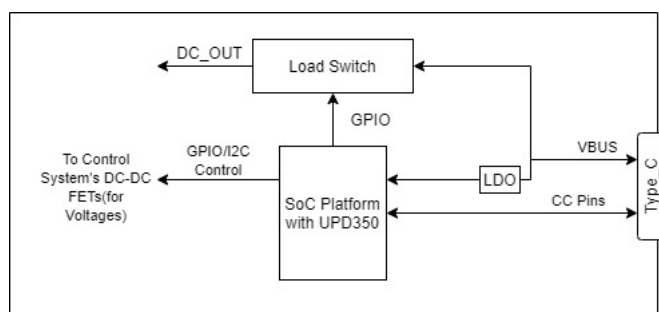 DC_OUT
Load Switch
GPIO
GPIO/I2C
Control
To Control
System's DC-DC
FETs(for
Voltages)
SoC Platform
with UPD350
LDO
VBUS
CC Pins
Type_C